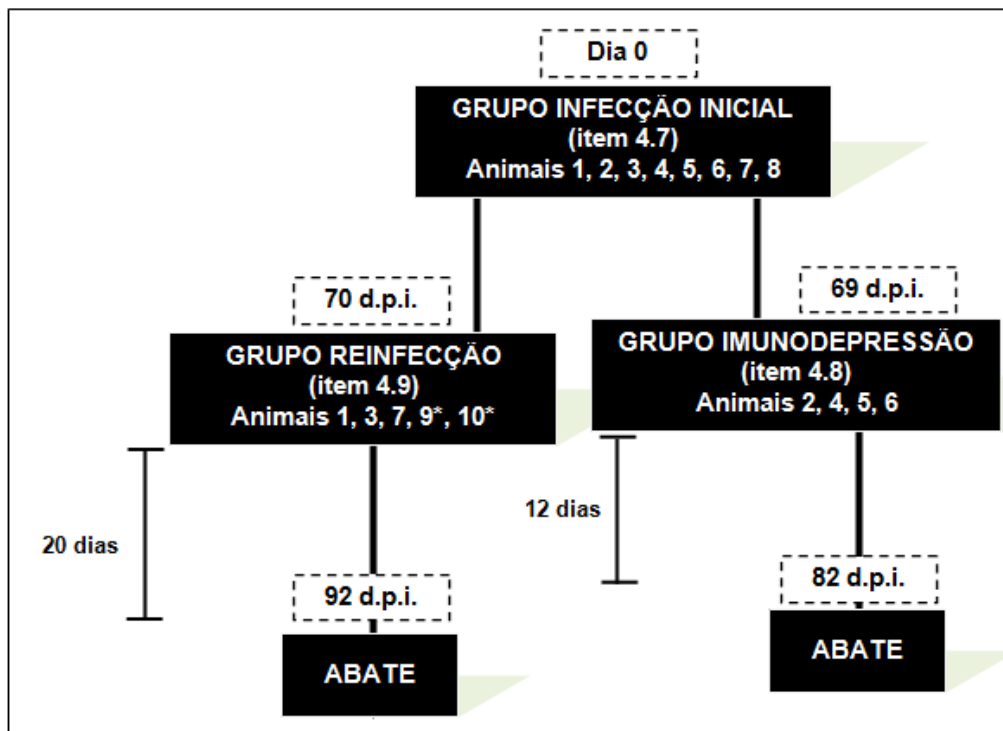 Dia 0
GRUPO INFECÇÃO INICIAL
(item 4.7)
Animais 1, 2, 3, 4, 5, 6, 7, 8
70 d.p.i.
GRUPO REINFECÇÃO
(item 4.9)
Animais 1, 3, 7, 9*, 10*
69 d.p.i.
GRUPO IMUNODEPRESSÃO
(item 4.8)
Animais 2, 4, 5, 6
20 dias
12 dias
92 d.p.i.
ABATE
82 d.p.i.
ABATE